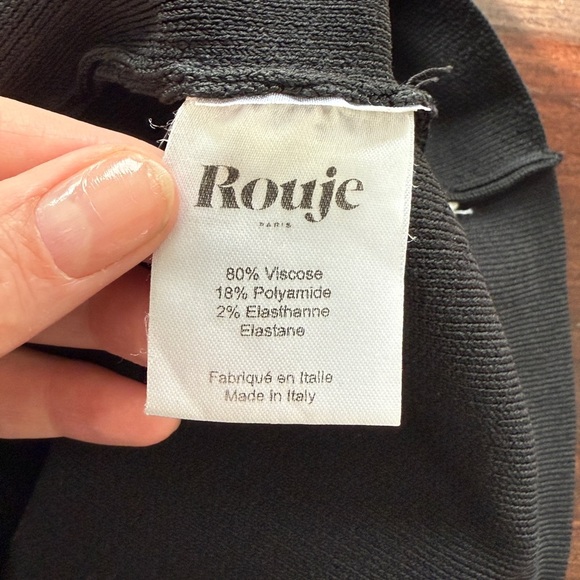 Rouje
PARIS
80% Viscose
18% Polyamide
2% Elasthanne
Elastane
Fabriqué en Italie
Made in Italy